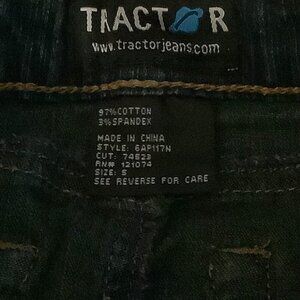 TRACTOR
www.tractorjeans.com
97%COTTON
3%SPANDEX
MADE IN CHINA
STYLE: 6AP117N
CUT: 74523
RN# 121074
SIZE: 5
SEE REVERSE FOR CARE